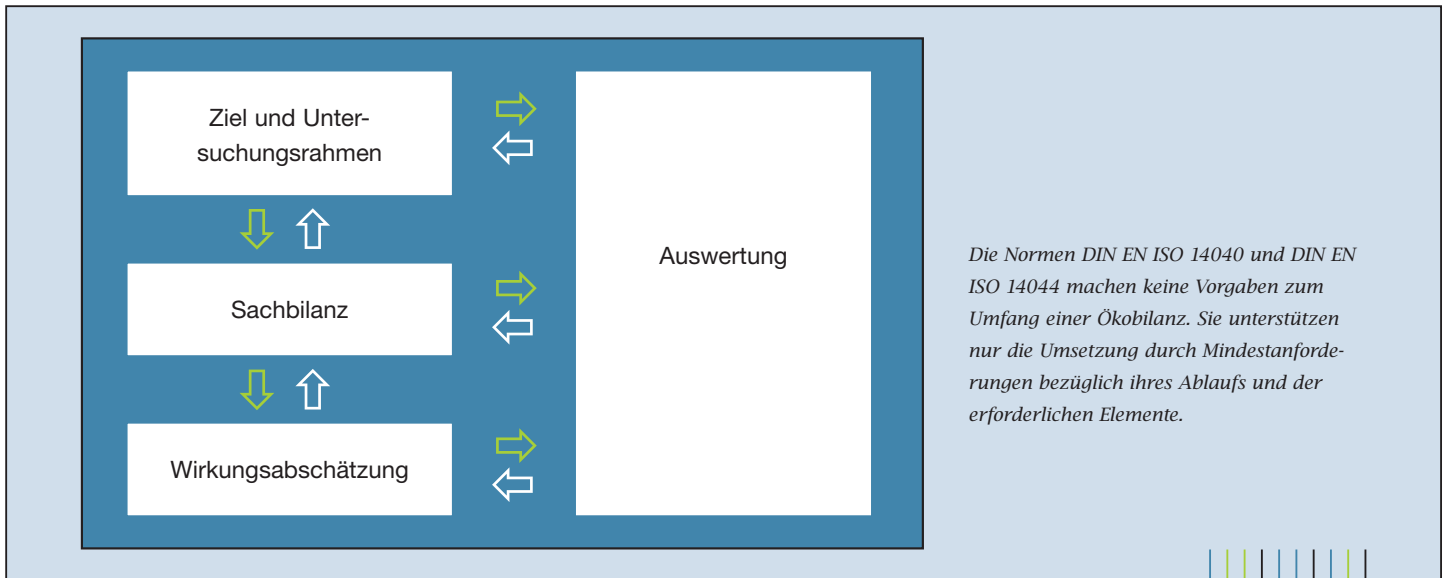 Ziel und Unter-
suchungsrahmen
Sachbilanz
Wirkungsabschätzung
Auswertung
Die Normen DIN EN ISO 14040 und DIN EN
ISO 14044 machen keine Vorgaben zum
Umfang einer Ökobilanz. Sie unterstützen
nur die Umsetzung durch Mindestanforde-
rungen bezüglich ihres Ablaufs und der
erforderlichen Elemente.